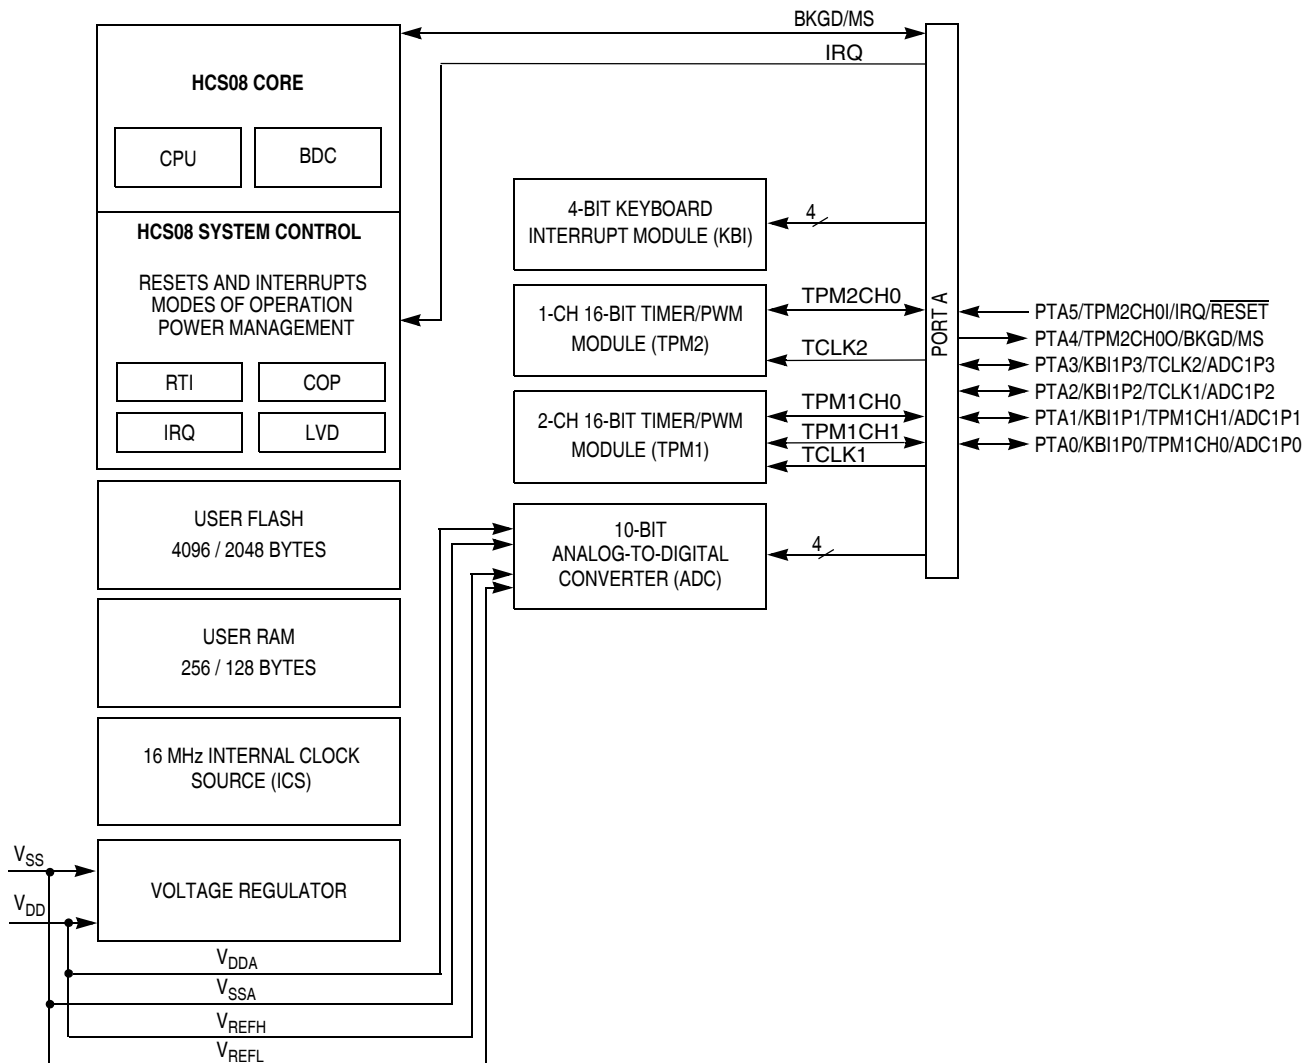 BKGD/MS
IRQ
HCS08 CORE
CPU
BDC
HCS08 SYSTEM CONTROL
RESETS AND INTERRUPTS
MODES OF OPERATION
POWER MANAGEMENT
RTI
COP
IRQ
LVD
USER FLASH
4096 / 2048 BYTES
USER RAM
256 / 128 BYTES
16 MHz INTERNAL CLOCK
SOURCE (ICS)
VOLTAGE REGULATOR
VSS
VDD
VDDA
VSSA
VREFH
VREFL
4-BIT KEYBOARD
INTERRUPT MODULE (KBI)
4
1-CH 16-BIT TIMER/PWM
MODULE (TPM2)
TPM2CH0
TCLK2
2-CH 16-BIT TIMER/PWM
MODULE (TPM1)
TPM1CH0
TPM1CH1
TCLK1
10-BIT
ANALOG-TO-DIGITAL
CONVERTER (ADC)
4
PORT A
PTA5/TPM2CH0I/IRQ/RESET
PTA4/TPM2CH0O/BKGD/MS
PTA3/KBI1P3/TCLK2/ADC1P3
PTA2/KBI1P2/TCLK1/ADC1P2
PTA1/KBI1P1/TPM1CH1/ADC1P1
PTA0/KBI1P0/TPM1CH0/ADC1P0